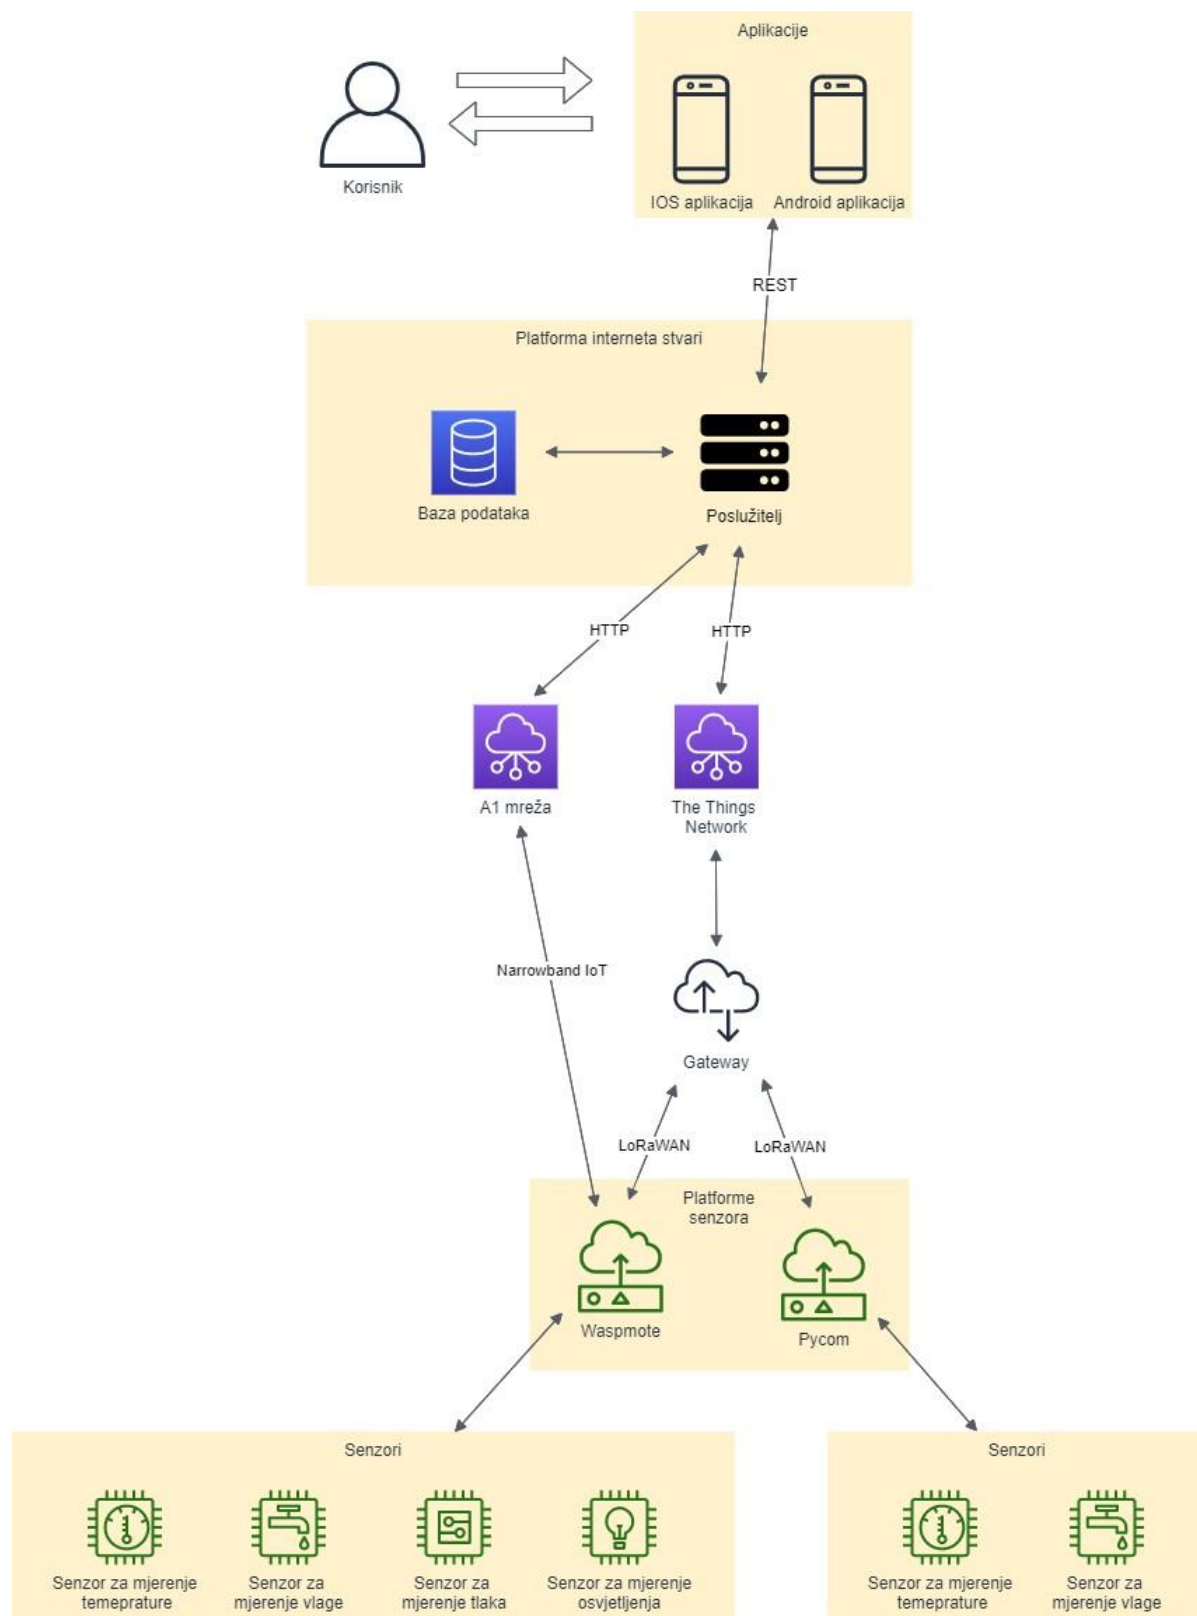 Aplikacije
Korisnik
IOS aplikacija
Android aplikacija
REST
Platforma interneta stvari
Baza podataka
Poslužitelj
HTTP
HTTP
A1 mreža
The Things
Network
Narrowband IoT
Gateway
LoRaWAN
LoRaWAN
Platforme
senzora
Waspmote
Pycom
Senzori
Senzor za mjerenje
temeprature
Senzor za
mjerenje vlage
Senzor za
mjerenje tlaka
Senzor za mjerenje
osvjetljenja
Senzori
Senzor za mjerenje
temeprature
Senzor za
mjerenje vlage